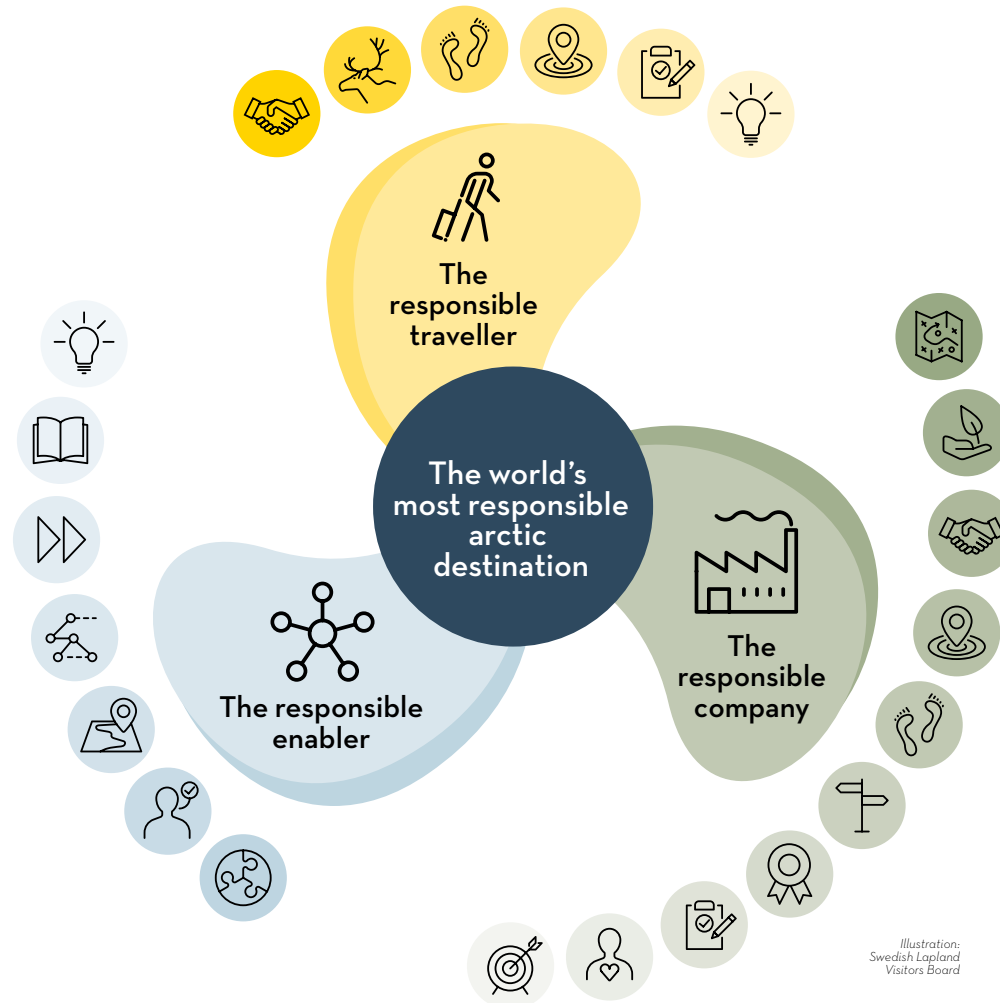 The
responsible
traveller
The world’s
most responsible
arctic
destination
The
responsible
company
The responsible
enabler
Illustration:
Swedish Lapland
Visitors Board